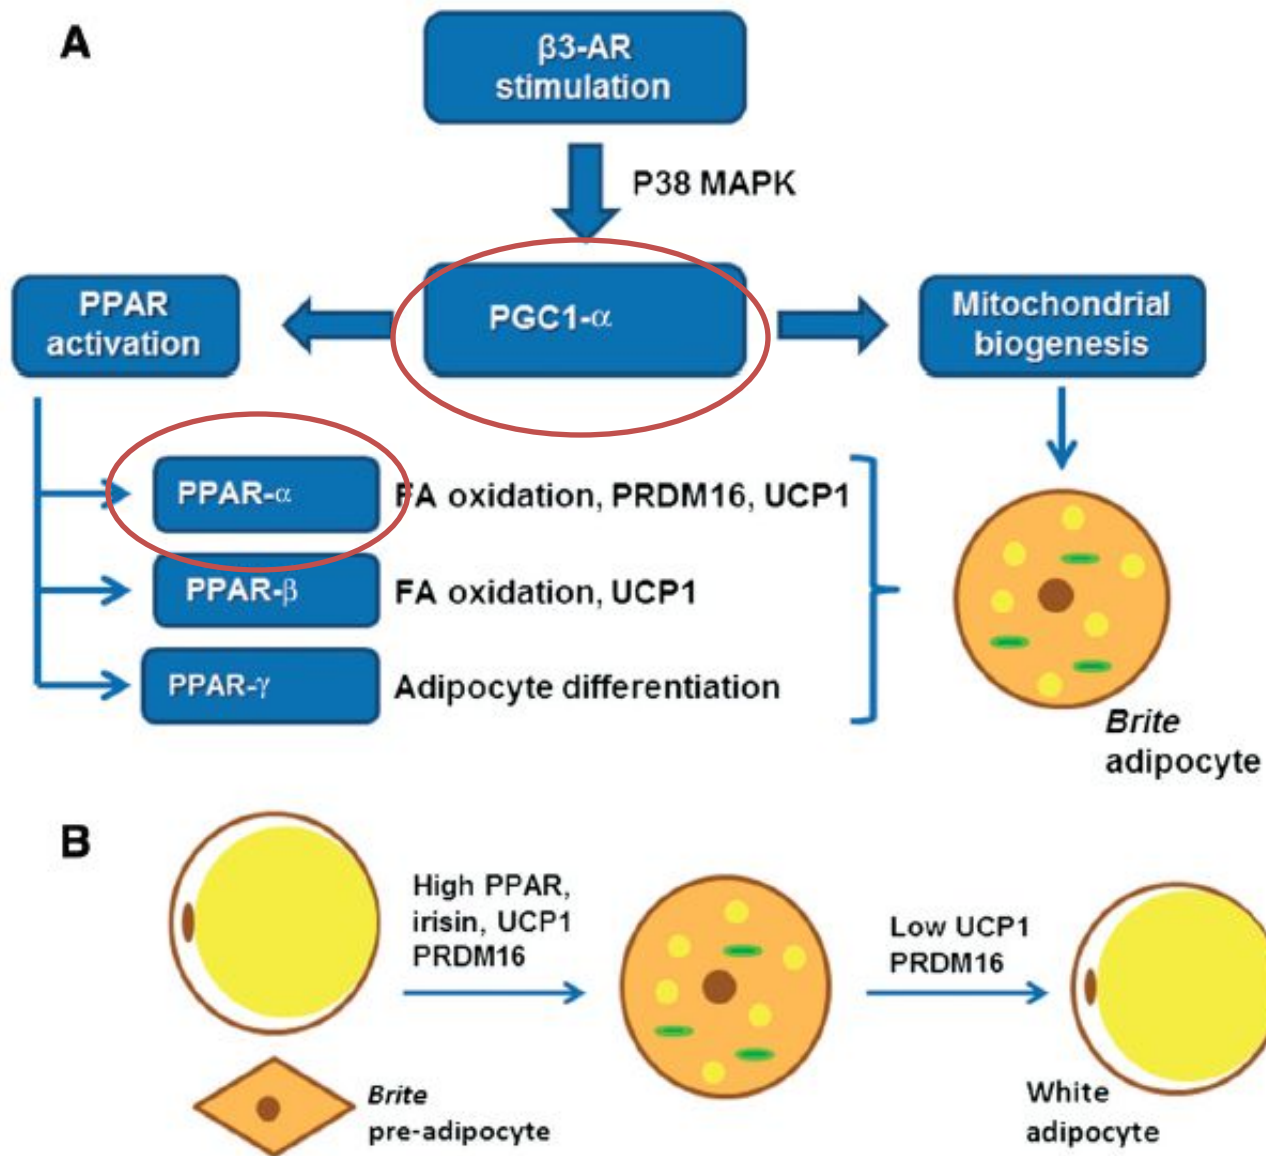 A
β3-AR
stimulation
P38 MAPK
PPAR
activation
PGC1-α
Mitochondrial
biogenesis
PPAR-α
FA oxidation, PRDM16, UCP1
PPAR-β
FA oxidation, UCP1
PPAR-γ
Adipocyte differentiation
Brite
adipocyte
B
High PPAR,
irisin, UCP1
PRDM16
Low UCP1
PRDM16
Brite
pre-adipocyte
White
adipocyte